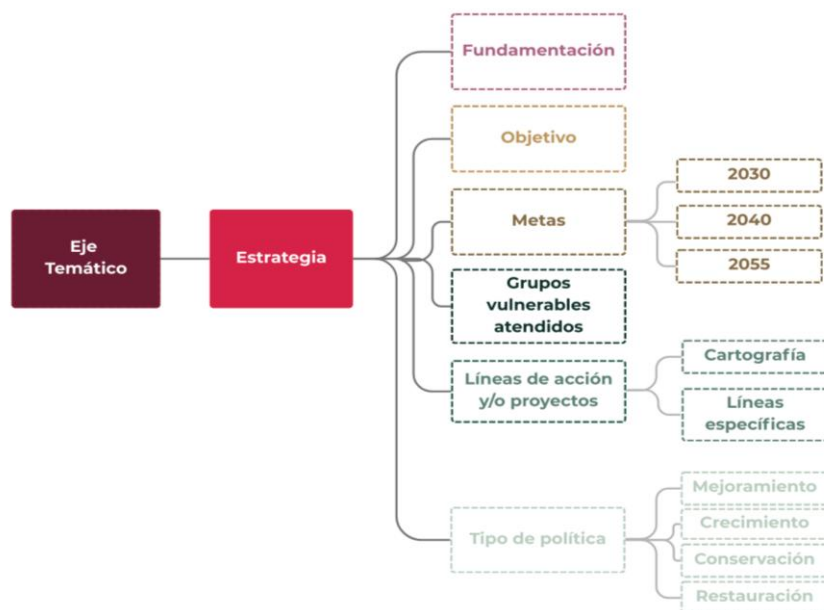 Fundamentación
Objetivo
2030
Metas
2040
Eje
Temático
Estrategia
2055
Grupos
vulnerables
atendidos
Cartografía
Líneas de acción
y/o proyectos
Líneas
específicas
Mejoramiento
Crecimiento
Tipo de política
Conservación
Restauración